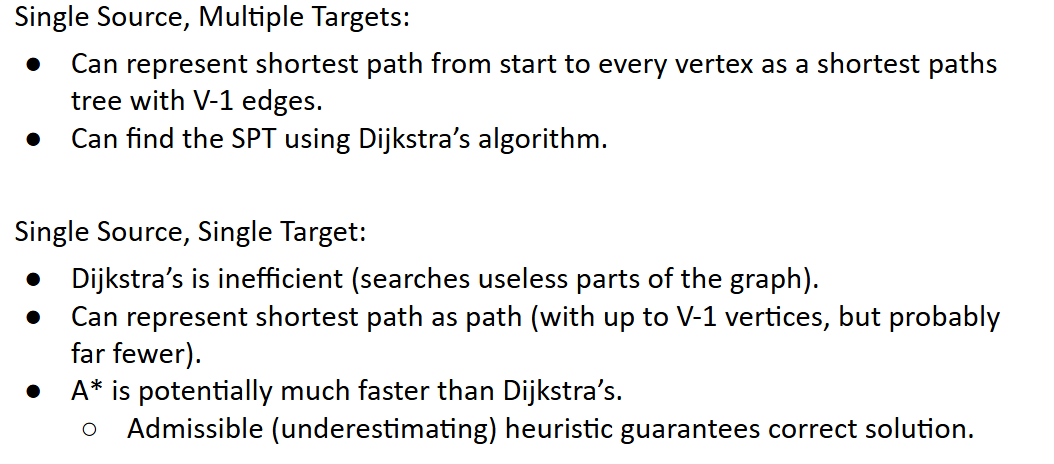 Single Source, Multiple Targets:
● Can represent shortest path from start to every vertex as a shortest paths
tree with V-1 edges.
● Can find the SPT using Dijkstra’s algorithm.
Single Source, Single Target:
● Dijkstra’s is inefficient (searches useless parts of the graph).
● Can represent shortest path as path (with up to V-1 vertices, but probably
far fewer).
● A* is potentially much faster than Dijkstra’s.
○ Admissible (underestimating) heuristic guarantees correct solution.